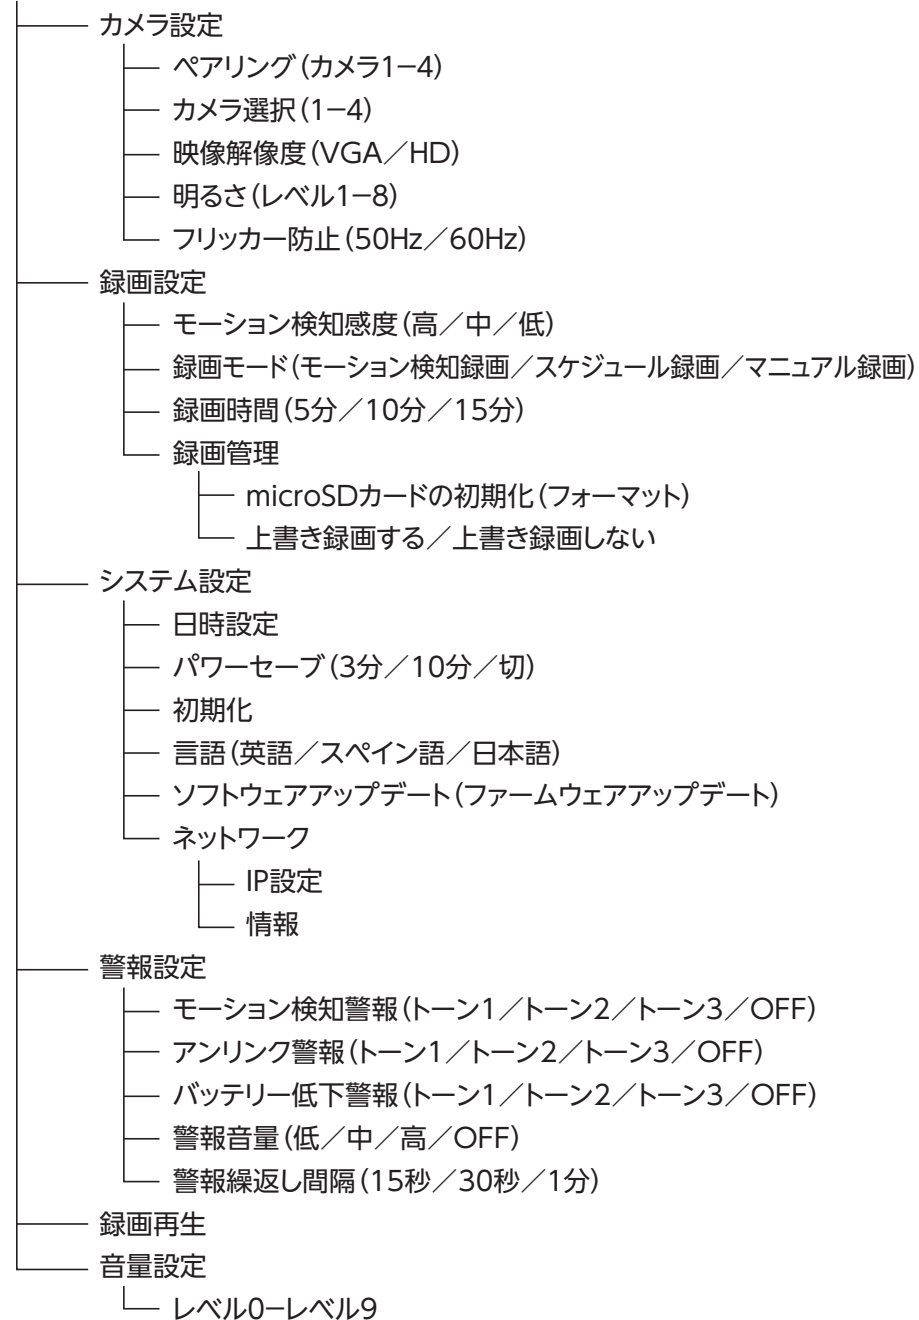 カメラ設定
ペアリング(カメラ1−4)
カメラ選択(1−4)
映像解像度(VGA／HD)
明るさ(レベル1−8)
フリッカー防止(50Hz／60Hz)
録画設定
モーション検知感度(高／中／低)
録画モード(モーション検知録画／スケジュール録画／マニュアル録画)
録画時間(5分／10分／15分)
録画管理
microSDカードの初期化(フォーマット)
上書き録画する／上書き録画しない
システム設定
日時設定
パワーセーブ(3分／10分／切)
初期化
言語(英語／スペイン語／日本語)
ソフトウェアアップデート(ファームウェアアップデート)
ネットワーク
IP設定
情報
警報設定
モーション検知警報(トーン1／トーン2／トーン3／OFF)
アンリンク警報(トーン1／トーン2／トーン3／OFF)
バッテリー低下警報(トーン1／トーン2／トーン3／OFF)
警報音量(低／中／高／OFF)
警報繰返し間隔(15秒／30秒／1分)
録画再生
音量設定
レベル0−レベル9